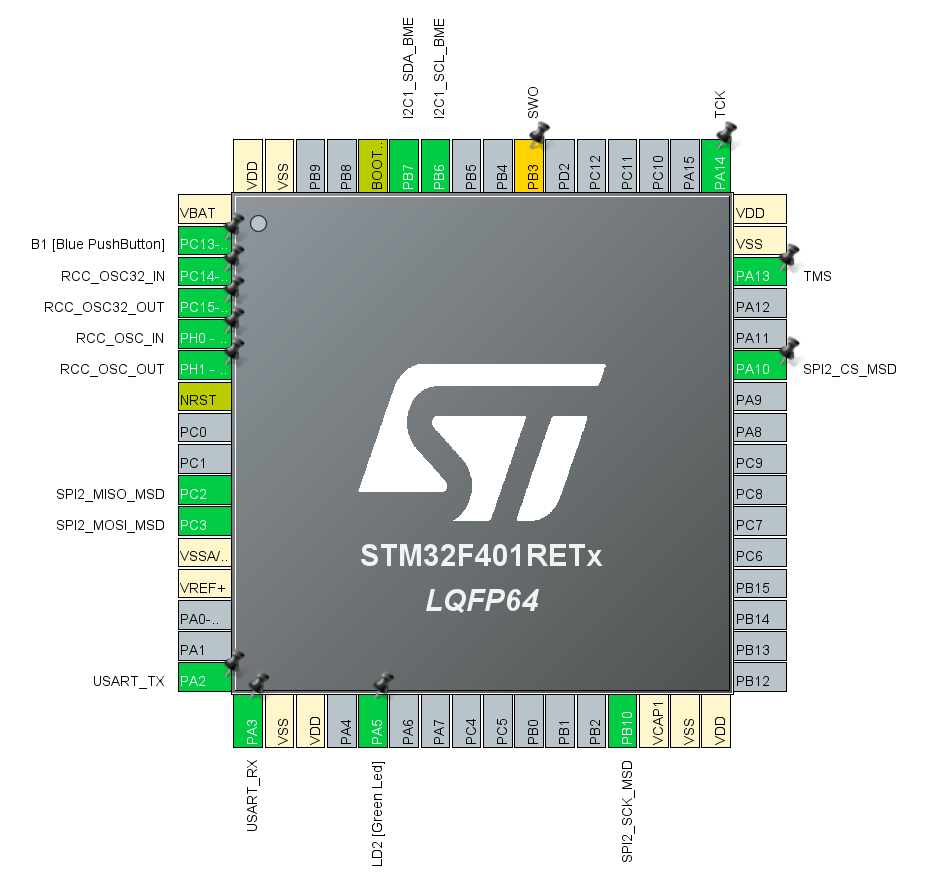 I2C1_SDA_BME
I2C1_SCL_BME
SWO
TCK
VDD
VSS
PB9
PB8
BOOT..
PB7
PB6
PB5
PB4
PB3
PD2
PC12
PC11
PC10
PA15
PA14
VBAT
B1 [Blue PushButton] PC13-..
RCC_OSC32_IN PC14-..
RCC_OSC32_OUT PC15-..
RCC_OSC_IN PH0 - ..
RCC_OSC_OUT PH1 - ..
NRST
PC0
PC1
SPI2_MISO_MSD PC2
SPI2_MOSI_MSD PC3
VSSA/..
VREF+
PA0-..
PA1
USART_TX PA2
VDD
VSS
PA13 TMS
PA12
PA11
PA10 SPI2_CS_MSD
PA9
PA8
PC9
PC8
PC7
PC6
PB15
PB14
PB13
PB12
ST
STM32F401RETx
LQFP64
PA3
VSS
VDD
PA4
PA5
PA6
PA7
PC4
PC5
PB0
PB1
PB2
PB10
VCAP1
VSS
VDD
USART_RX
LD2 [Green Led]
SPI2_SCK_MSD